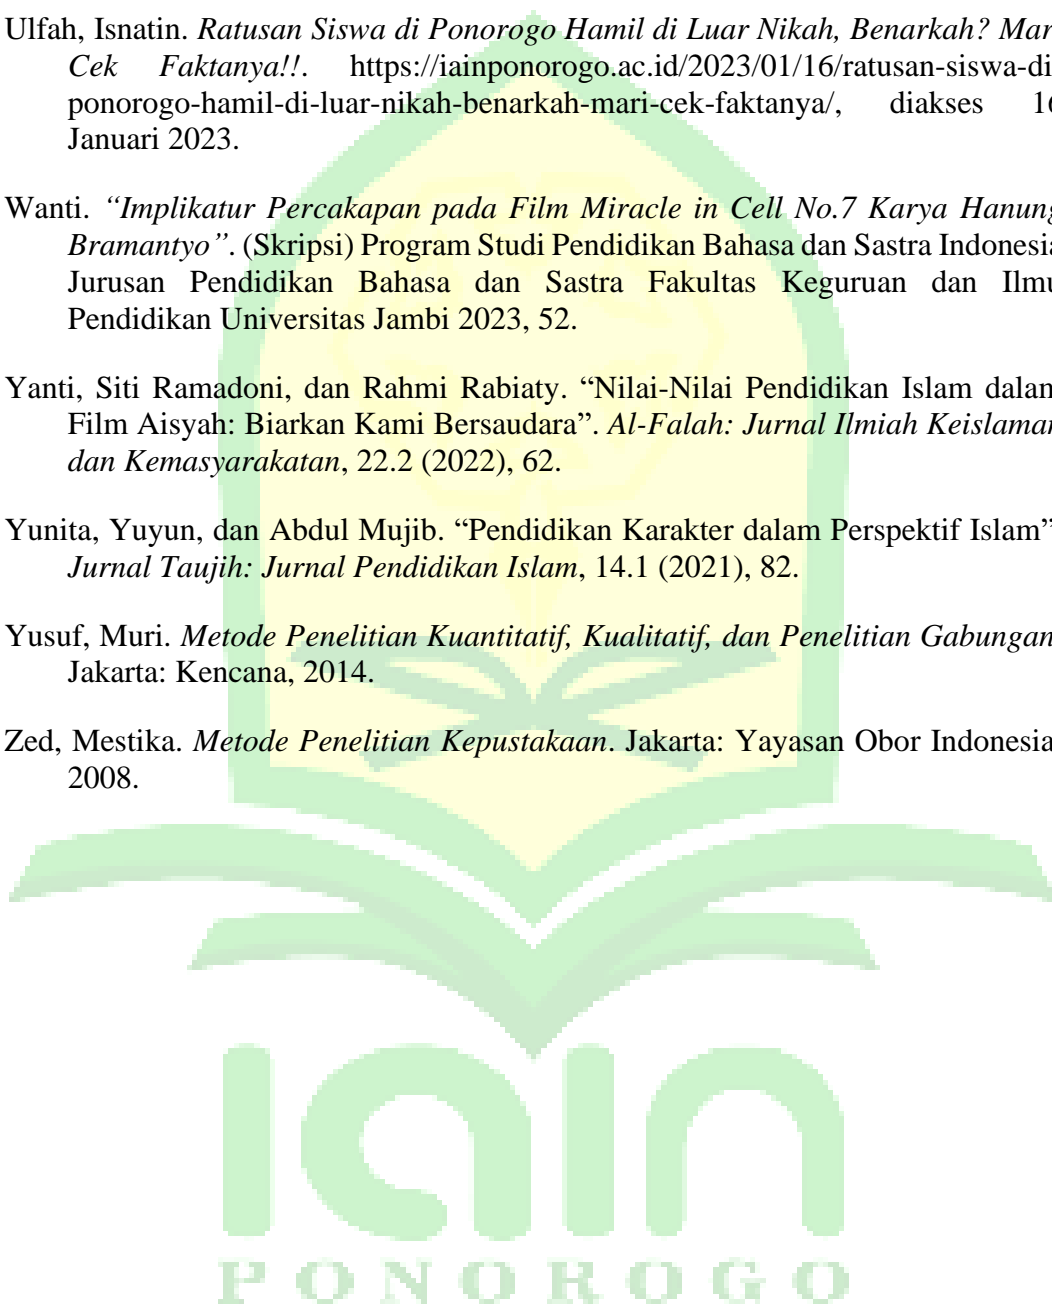 Ulfah, Isnatin. Ratusan Siswa di Ponorogo Hamil di Luar Nikah, Benarkah? Mar
Cek Faktanya!!. https://iainponorogo.ac.id/2023/01/16/ratusan-siswa-di
ponorogo-hamil-di-luar-nikah-benarkah-mari-cek-faktanya/, diakses 16
Januari 2023.
Wanti. “Implikatur Percakapan pada Film Miracle in Cell No.7 Karya Hanung
Bramantyo”. (Skripsi) Program Studi Pendidikan Bahasa dan Sastra Indonesia
Jurusan Pendidikan Bahasa dan Sastra Fakultas Keguruan dan Ilmu
Pendidikan Universitas Jambi 2023, 52.
Yanti, Siti Ramadoni, dan Rahmi Rabiaty. “Nilai-Nilai Pendidikan Islam dalam
Film Aisyah: Biarkan Kami Bersaudara”. Al-Falah: Jurnal Ilmiah Keislaman
dan Kemasyarakatan, 22.2 (2022), 62.
Yunita, Yuyun, dan Abdul Mujib. “Pendidikan Karakter dalam Perspektif Islam”
Jurnal Taujih: Jurnal Pendidikan Islam, 14.1 (2021), 82.
Yusuf, Muri. Metode Penelitian Kuantitatif, Kualitatif, dan Penelitian Gabungan
Jakarta: Kencana, 2014.
Zed, Mestika. Metode Penelitian Kepustakaan. Jakarta: Yayasan Obor Indonesia
2008.
iain
PONOROGO